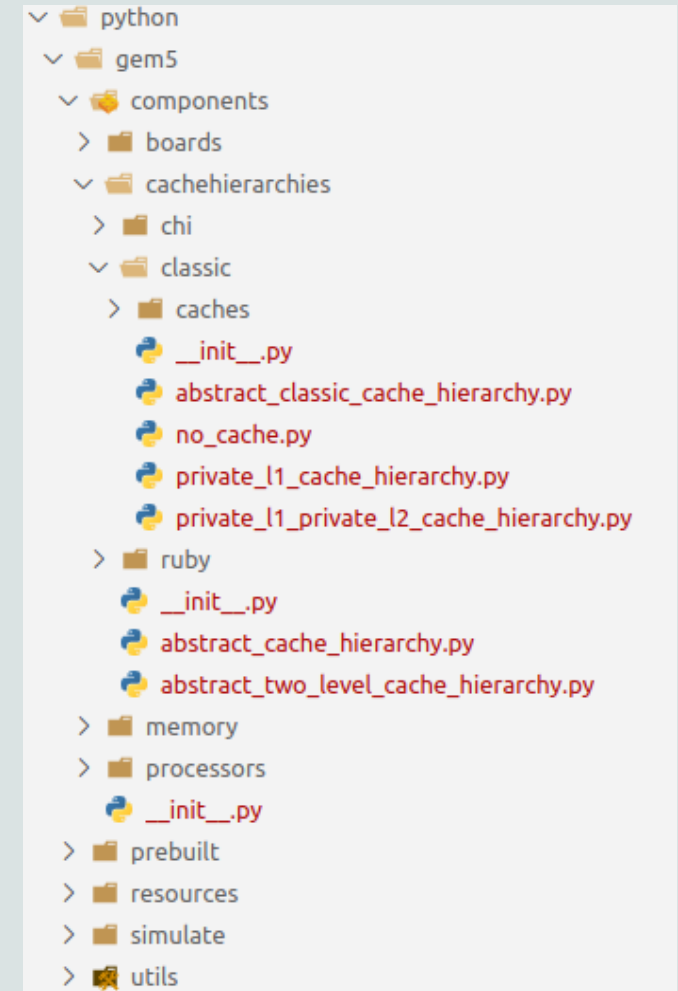 python
gem5
components
boards
cachehierarchies
chi
classic
caches
__init__.py
abstract_classic_cache_hierarchy.py
no_cache.py
private_l1_cache_hierarchy.py
private_l1_private_l2_cache_hierarchy.py
ruby
__init__.py
abstract_cache_hierarchy.py
abstract_two_level_cache_hierarchy.py
memory
processors
__init__.py
prebuilt
resources
simulate
utils